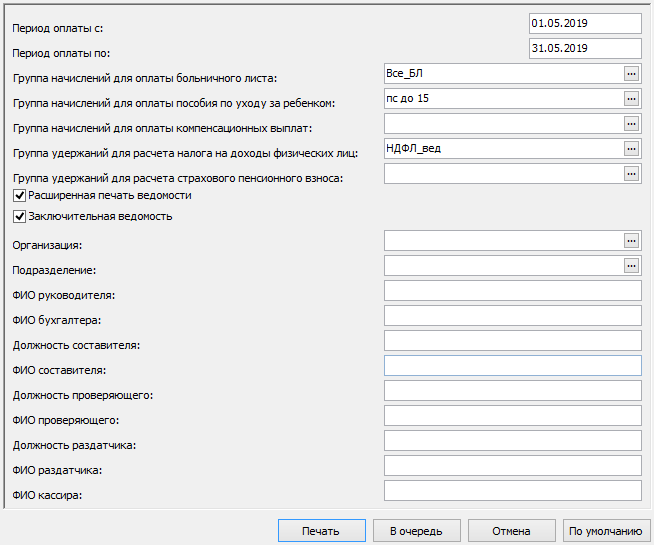 Период оплаты с: 01.05.2019
Период оплаты по: 31.05.2019
Группа начислений для оплаты больничного листа: Все_БЛ ...
Группа начислений для оплаты пособия по уходу за ребенком: пс до 15 ...
Группа начислений для оплаты компенсационных выплат: ...
Группа удержаний для расчета налога на доходы физических лиц: НДФЛ_вед ...
Группа удержаний для расчета страхового пенсионного взноса: ...
Расширенная печать ведомости
Заключительная ведомость
Организация: ...
Подразделение: ...
ФИО руководителя:
ФИО бухгалтера:
Должность составителя:
ФИО составителя:
Должность проверяющего:
ФИО проверяющего:
Должность раздатчика:
ФИО раздатчика:
ФИО кассира:
Печать В очередь Отмена По умолчанию